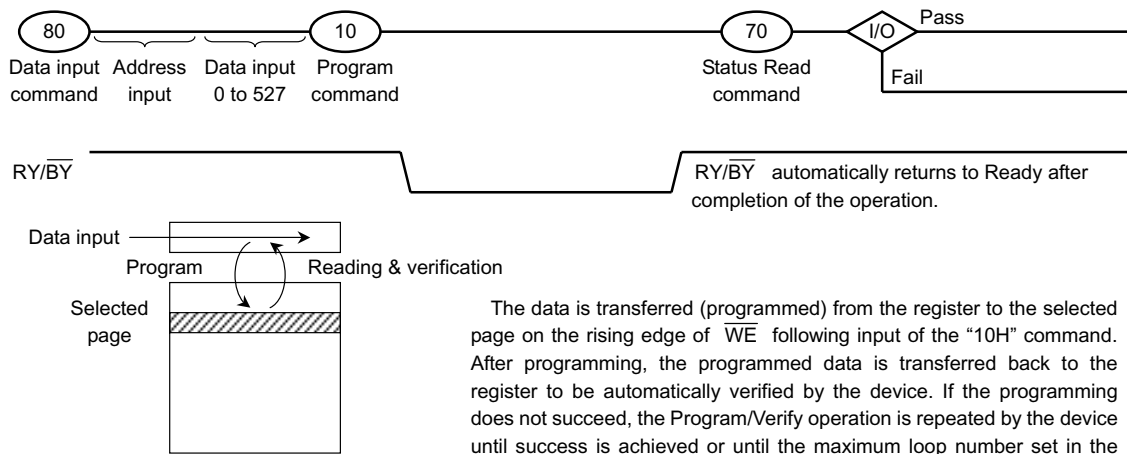 80 10 70 I/O Pass
Data input Address Data input Program Status Read Fail
command input 0 to 527 command command
RY/BY RY/BY automatically returns to Ready after
completion of the operation.
Data input
Program Reading & verification
Selected
page
The data is transferred (programmed) from the register to the selected
page on the rising edge of WE following input of the “10H” command.
After programming, the programmed data is transferred back to the
register to be automatically verified by the device. If the programming
does not succeed, the Program/Verify operation is repeated by the device
until success is achieved or until the maximum loop number set in the